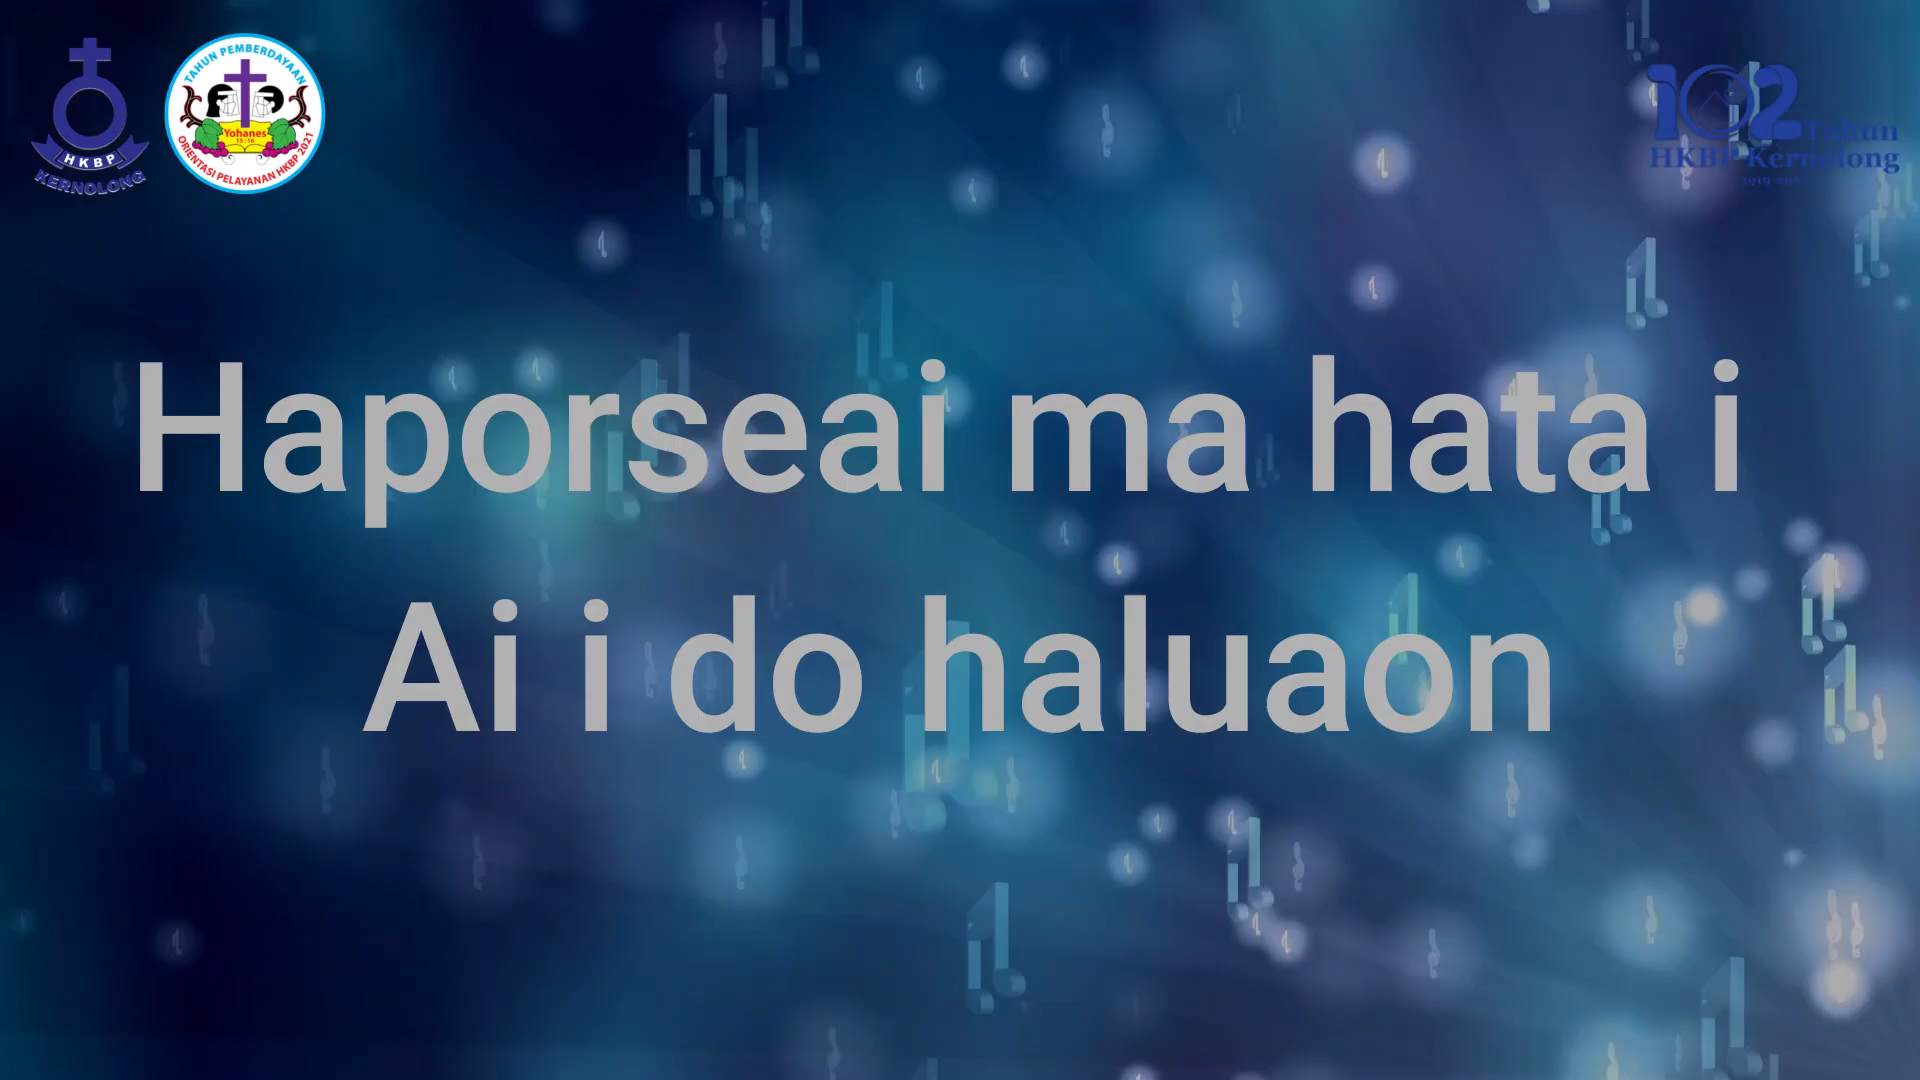 HKBP
KERNOLONG
TAHUN PEMBERDAYAAN
Yohanes
15:16
ORIENTASI PELAYANAN HKBP 2021
102 Tahun
HKBP Kernolong
Haporseai ma hata i
Ai i do haluaon